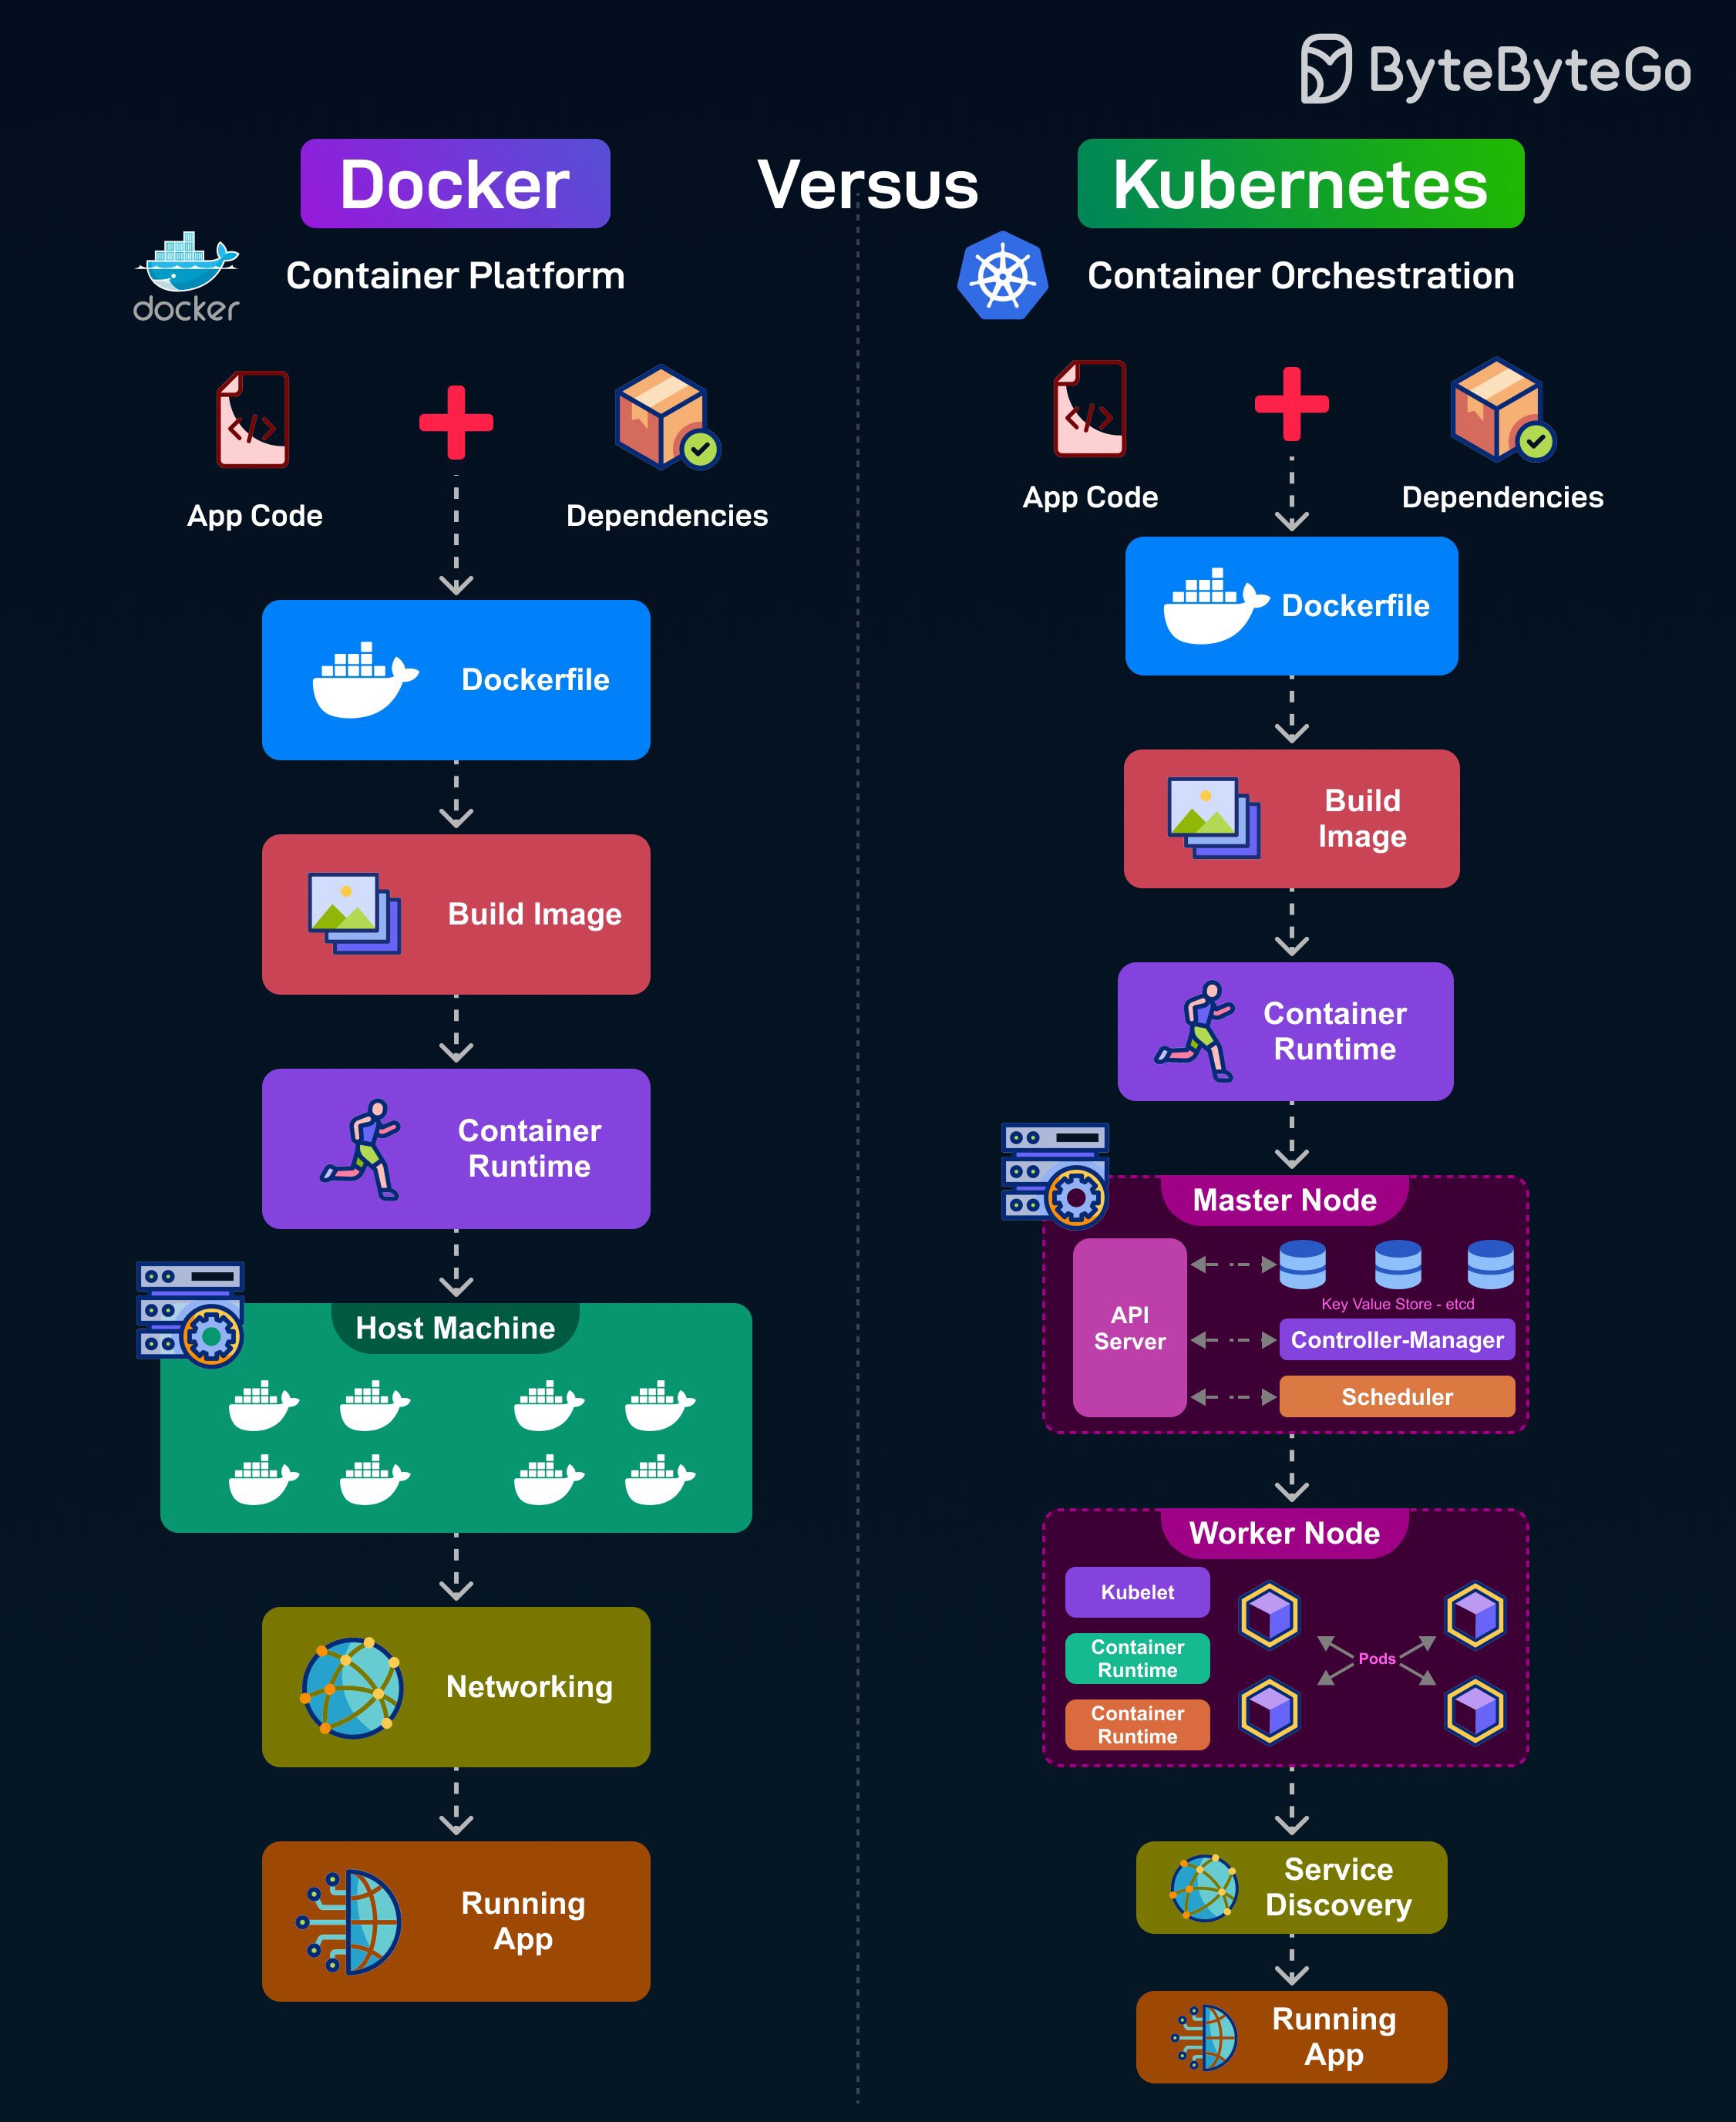 ByteByteGo
Docker
Versus
Kubernetes
docker
Container Platform
Container Orchestration
App Code
Dependencies
Dockerfile
Build Image
Container
Runtime
Host Machine
Networking
Running
App
App Code
Dependencies
Dockerfile
Build
Image
Container
Runtime
Master Node
API
Server
Key Value Store - etcd
Controller-Manager
Scheduler
Worker Node
Kubelet
Container
Runtime
Container
Runtime
Pods
Service
Discovery
Running
App